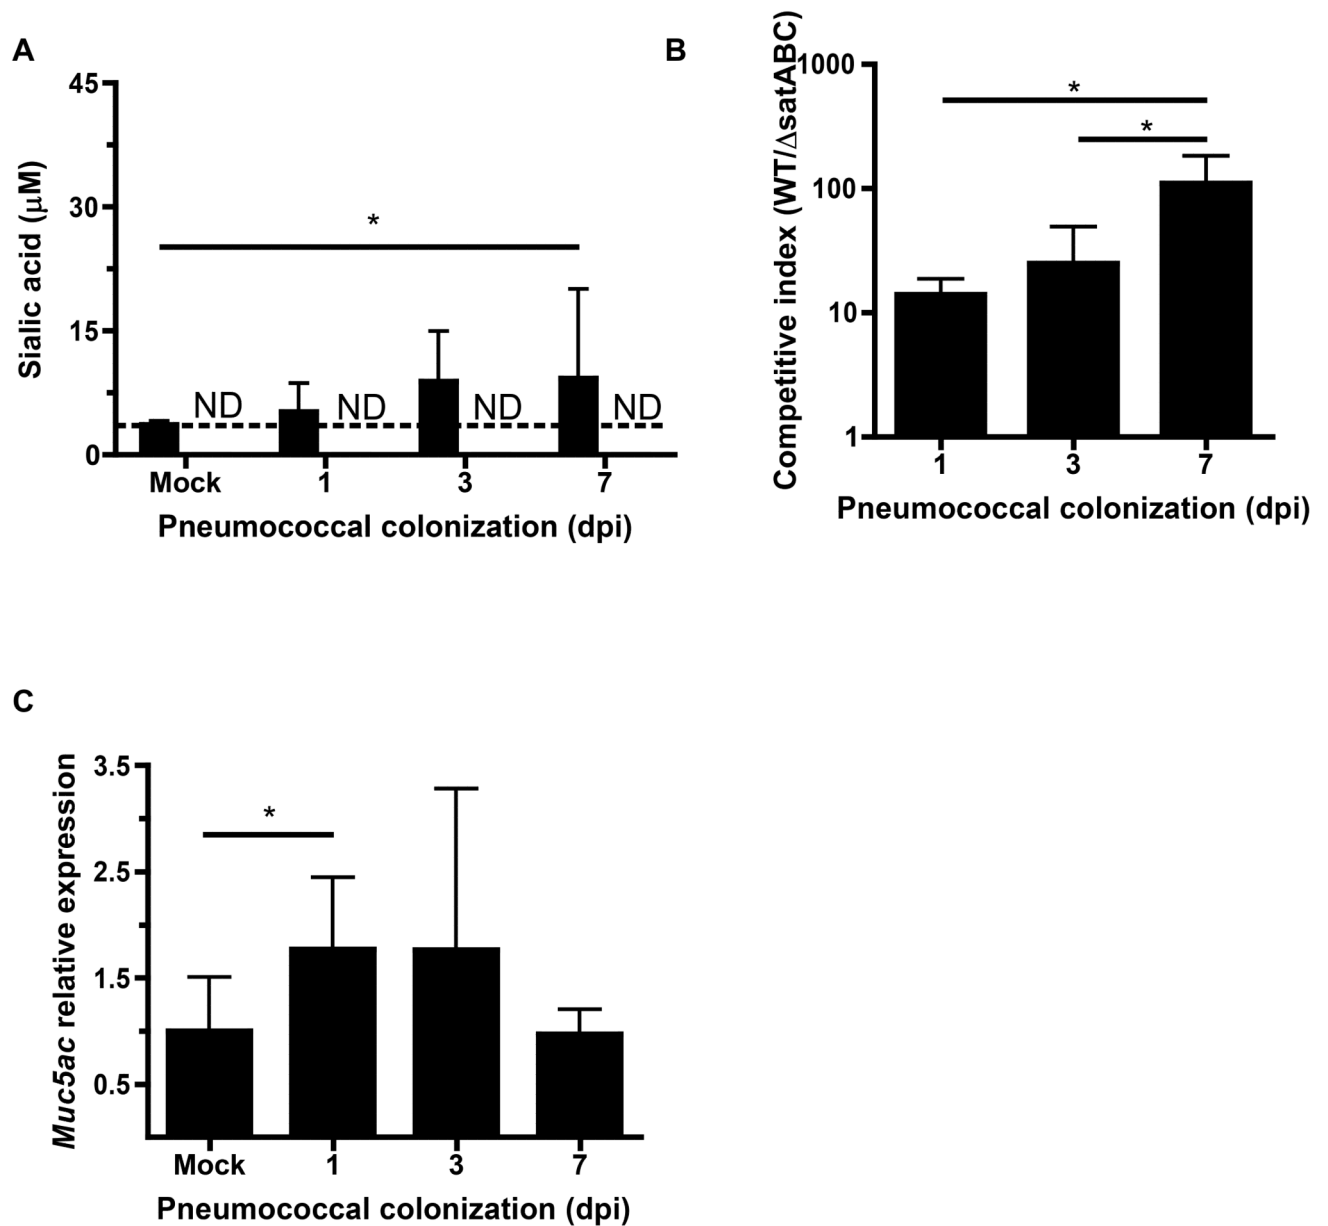 A
45
30
15
0
Sialic acid (μM)
*
ND
ND
ND
ND
Mock 1 3 7
Pneumococcal colonization (dpi)
B
1000
100
10
1
Competitive index (WT/ΔsatABC)
*
*
1 3 7
Pneumococcal colonization (dpi)
C
3.5
2.5
1.5
0.5
Muc5ac relative expression
*
Mock 1 3 7
Pneumococcal colonization (dpi)